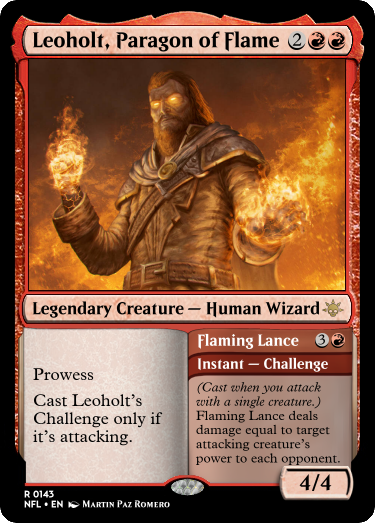 Leoholt, Paragon of Flame 2
Legendary Creature — Human Wizard
Prowess
Cast Leoholt's
Challenge only if
it's attacking.
Flaming Lance 3
Instant — Challenge
(Cast when you attack
with a single creature.)
Flaming Lance deals
damage equal to target
attacking creature's
power to each opponent.
4/4
R 0143
NFL • EN Martin Paz Romero